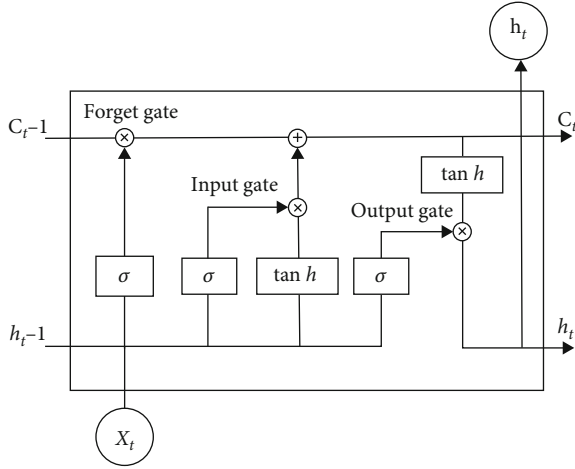 h_t
Forget gate
C_t–1
×
+
C_t
Input gate
×
tan h
Output gate
×
σ
σ
tan h
σ
h_t–1
h_t
X_t